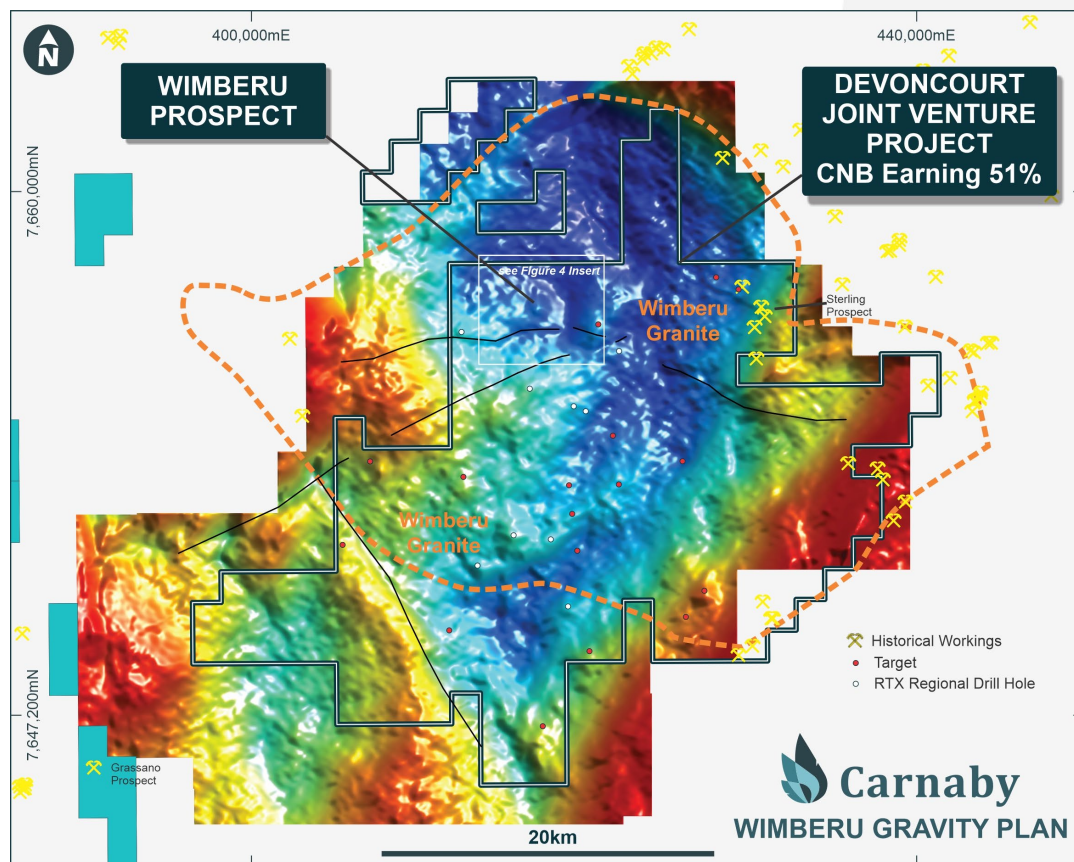 400,000mE
440,000mE
N
WIMBERU
PROSPECT
DEVONCOURT
JOINT VENTURE
PROJECT
CNB Earning 51%
7,660,000mN
see Figure 4 Insert
Wimberu
Granite
Sterling
Prospect
Wimberu
Granite
Historical Workings
Target
RTX Regional Drill Hole
7,647,200mN
Grassano
Prospect
Carnaby
WIMBERU GRAVITY PLAN
20km